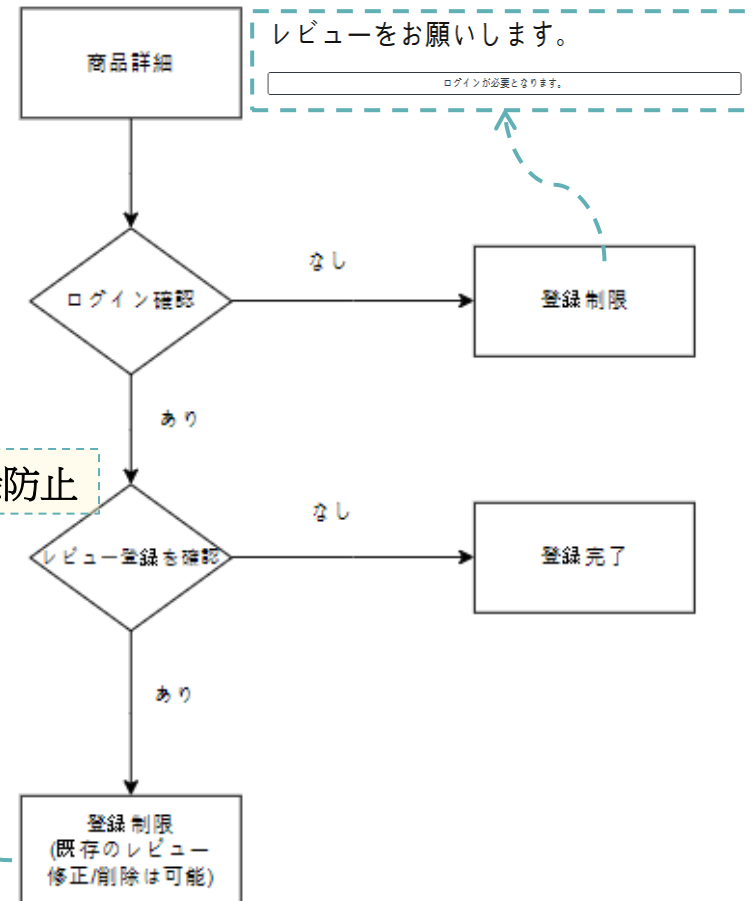 商品詳細
レビューをお願いします。
ログインが必要となります。
なし
ログイン確認
登録制限
あり
防止
なし
レビュー登録を確認
登録完了
あり
登録制限
(既存のレビュー
修正/削除は可能)